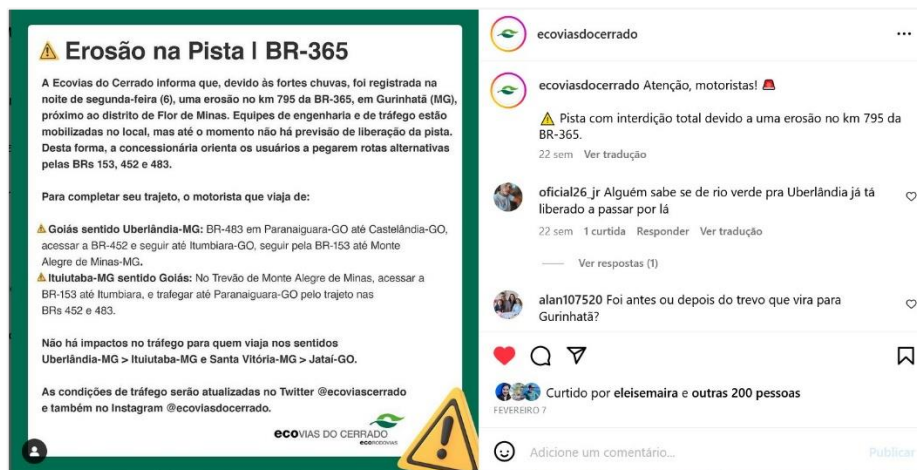 Erosão na Pista | BR-365
A Ecovias do Cerrado informa que, devido às fortes chuvas, foi registrada na
noite de segunda-feira (6), uma erosão no km 795 da BR-365, em Gurinhatã (MG),
próximo ao distrito de Flor de Minas. Equipes de engenharia e de tráfego estão
mobilizadas no local, mas até o momento não há previsão de liberação da pista.
Desta forma, a concessionária orienta os usuários a pegarem rotas alternativas
pelas BRs 153, 452 e 483.
Para completar seu trajeto, o motorista que viaja de:
Goiás sentido Uberlândia-MG: BR-483 em Paranaiguara-GO até Castelândia-GO,
acessar a BR-452 e seguir até Itumbiara-GO, seguir pela BR-153 até Monte
Alegre de Minas-MG.
Ituiutaba-MG sentido Goiás: No Trevão de Monte Alegre de Minas, acessar a
BR-153 até Itumbiara, e trafegar até Paranaiguara-GO pelo trajeto nas
BRs 452 e 483.
Não há impactos no tráfego para quem viaja nos sentidos
Uberlândia-MG > Ituiutaba-MG e Santa Vitória-MG > Jataí-GO.
As condições de tráfego serão atualizadas no Twitter @ecoviascerrado
e também no Instagram @ecoviasdocerrado.
ECOVIAS DO CERRADO
ECORODOVIAS
ecoviasdocerrado
ecoviasdocerrado Atenção, motoristas!
Pista com interdição total devido a uma erosão no km 795 da
BR-365.
22 sem Ver tradução
oficial26_jr Alguém sabe se de rio verde pra Uberlândia já tá
liberado a passar por lá
22 sem 1 curtida Responder Ver tradução
Ver respostas (1)
alan107520 Foi antes ou depois do trevo que vira para
Gurinhatã?
Curtido por eleisemaira e outras 200 pessoas
FEVEREIRO 7
Adicione um comentário...
Publicar